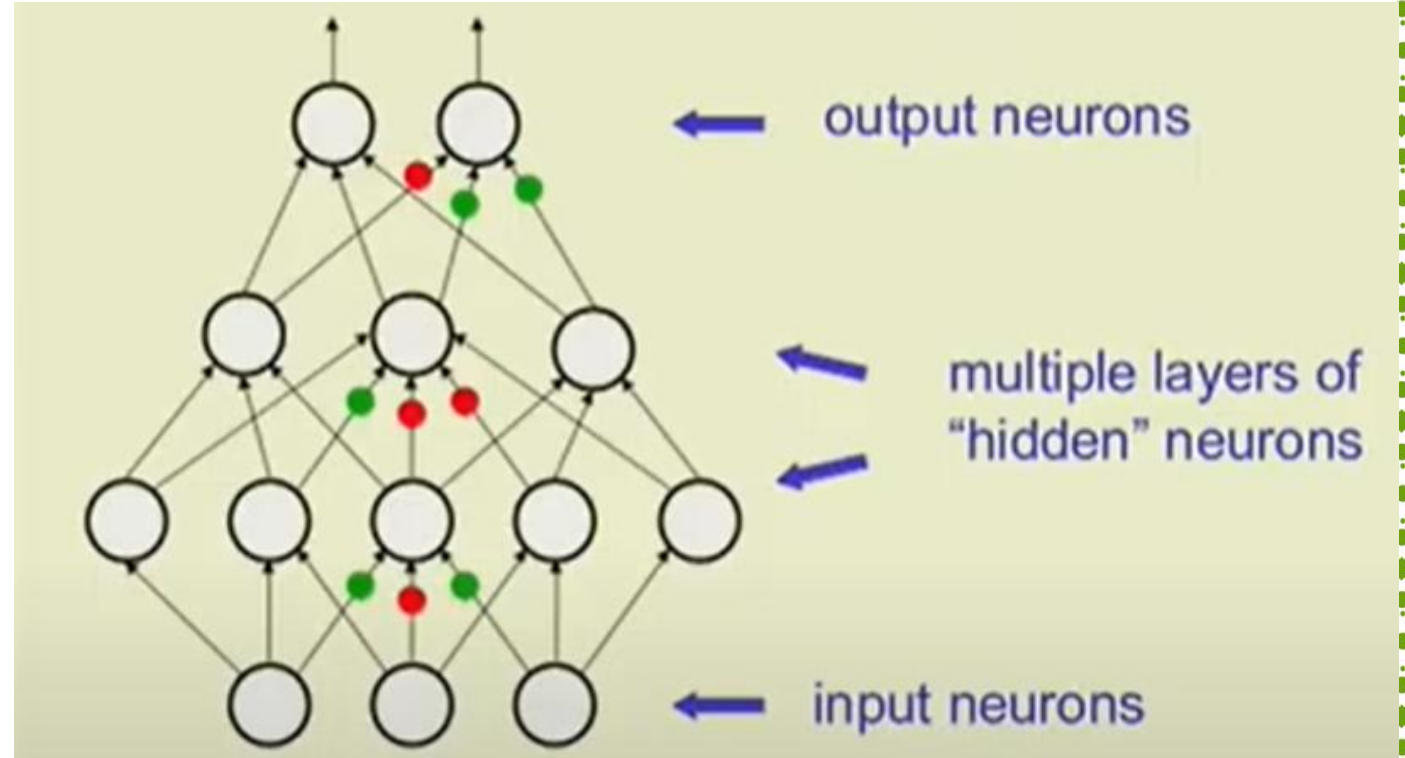 output neurons
multiple layers of
“hidden” neurons
input neurons